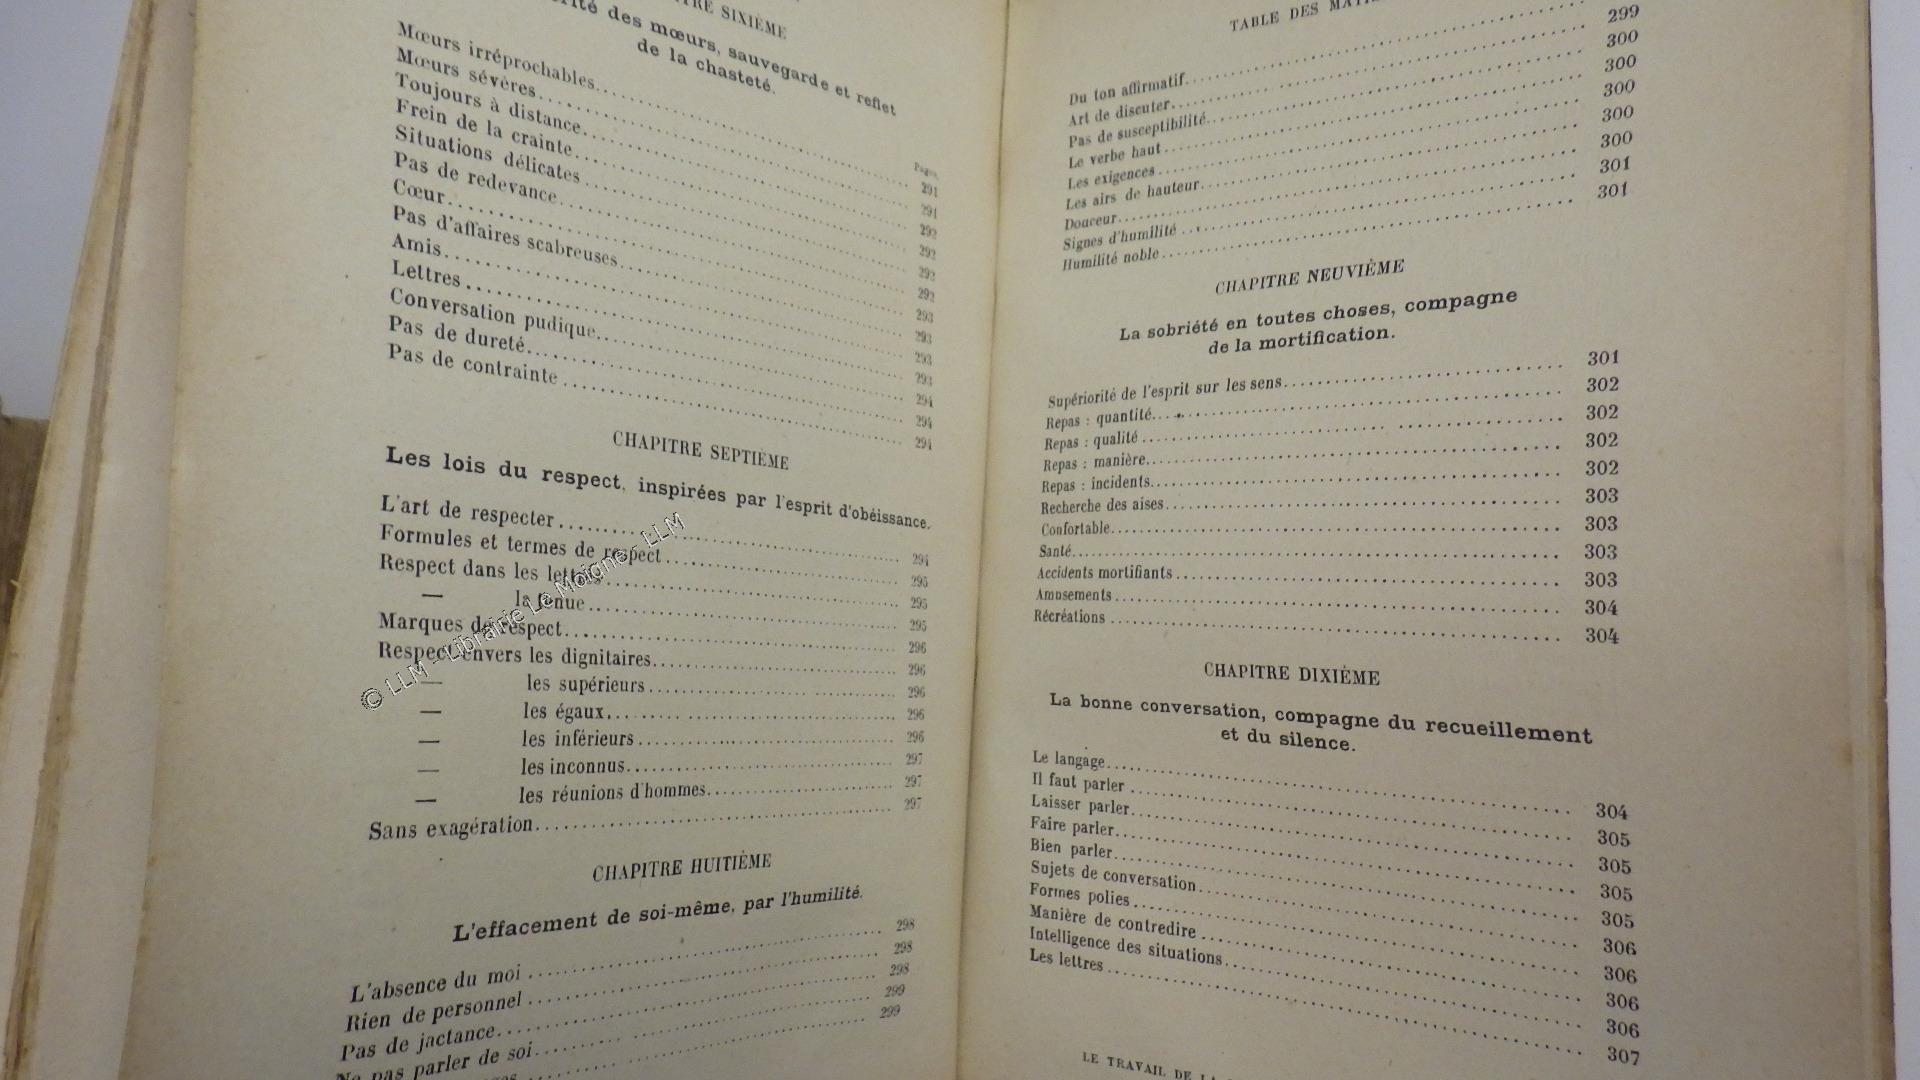 SIXIÈME
des mœurs, sauvegarde et reflet
de la chasteté.
Pages.
Mœurs irréprochables 291
Mœurs sévères 291
Toujours à distance 292
Frein de la crainte 292
Situations délicates 292
Pas de redevance 292
Cœur 293
Pas d'affaires scabreuses 293
Amis 293
Lettres 293
Conversation pudique 294
Pas de dureté 294
Pas de contrainte 294
CHAPITRE SEPTIÈME
Les lois du respect, inspirées par l'esprit d'obéissance.
L'art de respecter 294
Formules et termes de respect 295
Respect dans les lettres 295
— la tenue 295
Marques de respect 296
Respect envers les dignitaires 296
— les supérieurs 296
— les égaux 296
— les inférieurs 296
— les inconnus 297
— les réunions d'hommes 297
Sans exagération 297
CHAPITRE HUITIÈME
L'effacement de soi-même, par l'humilité.
L'absence du moi 298
Rien de personnel 298
Pas de jactance 298
Ne pas parler de soi 299
299
© LLM - Librairie Le Moigne - LLM
TABLE DES
Du ton affirmatif 299
Art de discuter 300
Pas de susceptibilité 300
Le verbe haut 300
Les exigences 300
Les airs de hauteur 300
Douceur 301
Signes d'humilité 301
Humilité noble
CHAPITRE NEUVIÈME
La sobriété en toutes choses, compagne
de la mortification.
Supériorité de l'esprit sur les sens 301
Repas : quantité 302
Repas : qualité 302
Repas : manière 302
Repas : incidents 302
Recherche des aises 303
Confortable 303
Santé 303
Accidents mortifiants 303
Amusements 304
Récréations 304
CHAPITRE DIXIÈME
La bonne conversation, compagne du recueillement
et du silence.
Le langage 304
Il faut parler 305
Laisser parler 305
Faire parler 305
Bien parler 305
Sujets de conversation 306
Formes polies 306
Manière de contredire 306
Intelligence des situations 306
Les lettres 307
LE TRAVAIL DE